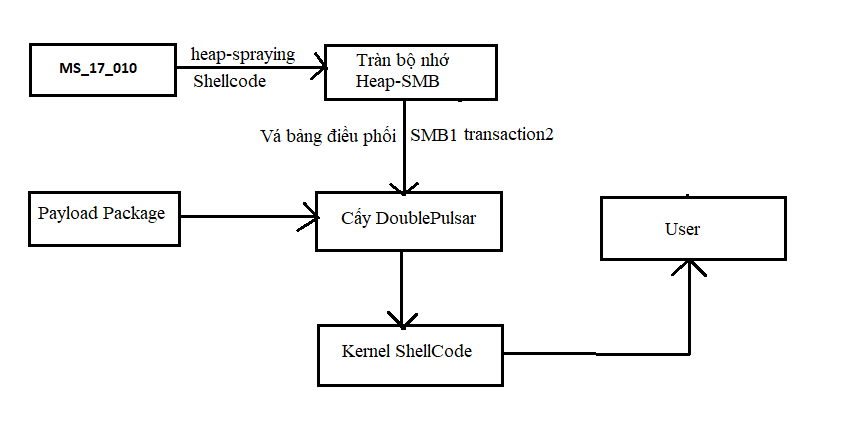 MS_17_010
heap-spraying
Shellcode
Tràn bộ nhớ
Heap-SMB
Vá bảng điều phối SMB1 transaction2
Payload Package
Cấy DoublePulsar
User
Kernel ShellCode